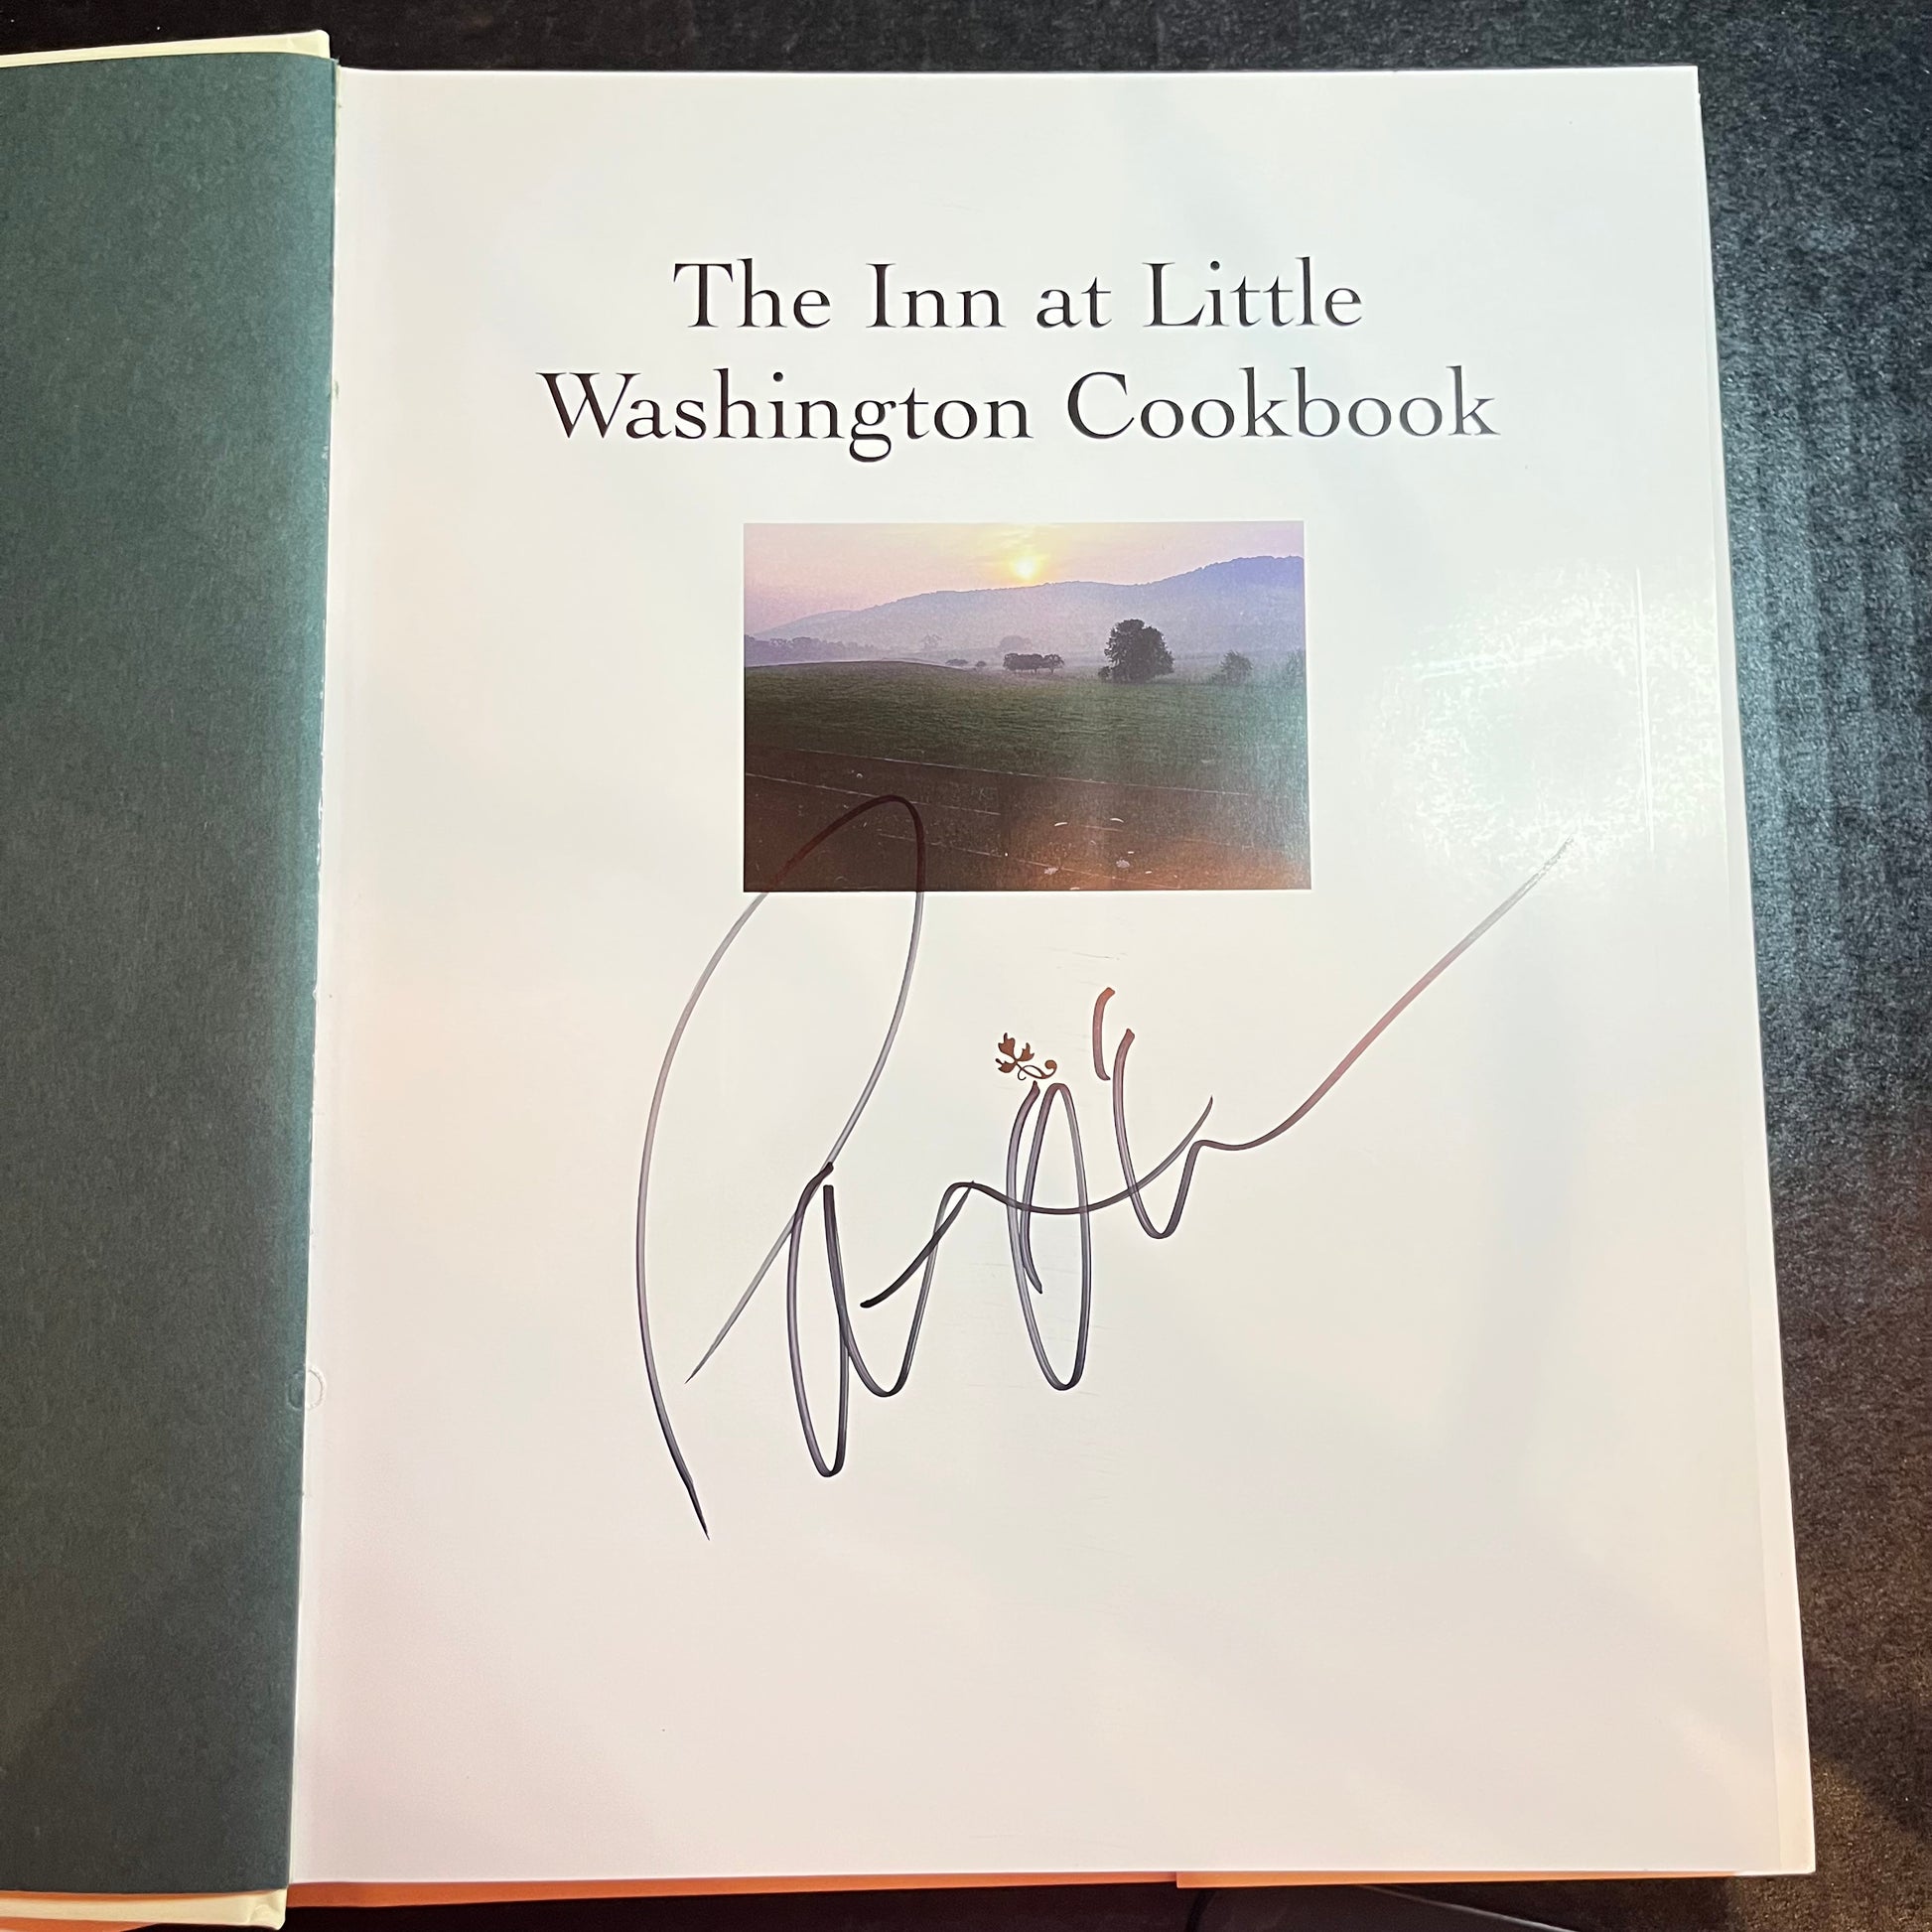 The Inn at Little
Washington Cookbook